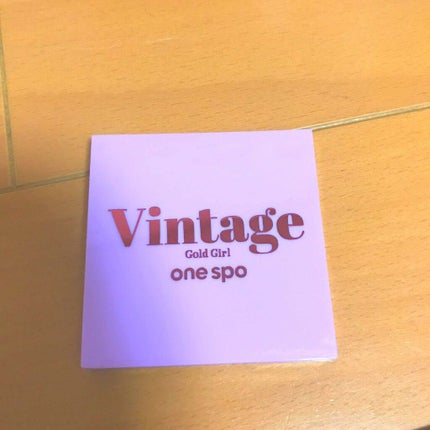 Vintage
Gold Girl
one spo